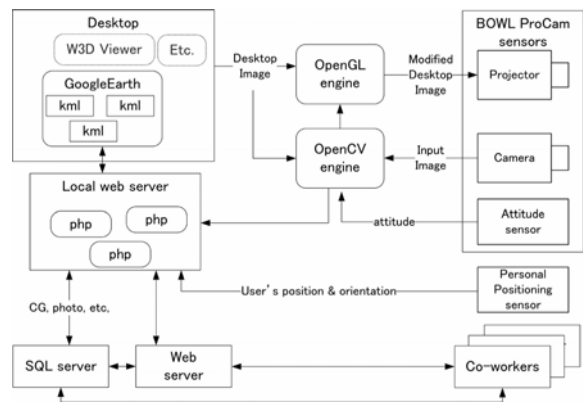 Desktop
W3D Viewer
Etc.
GoogleEarth
kml
kml
kml
Desktop
Image
OpenGL
engine
Modified
Desktop
Image
BOWL ProCam
sensors
Projector
OpenCV
engine
Input
Image
Camera
Local web server
php
php
php
attitude
Attitude
sensor
User's position & orientation
Personal
Positioning
sensor
CG, photo, etc,
SQL server
Web
server
Co-workers